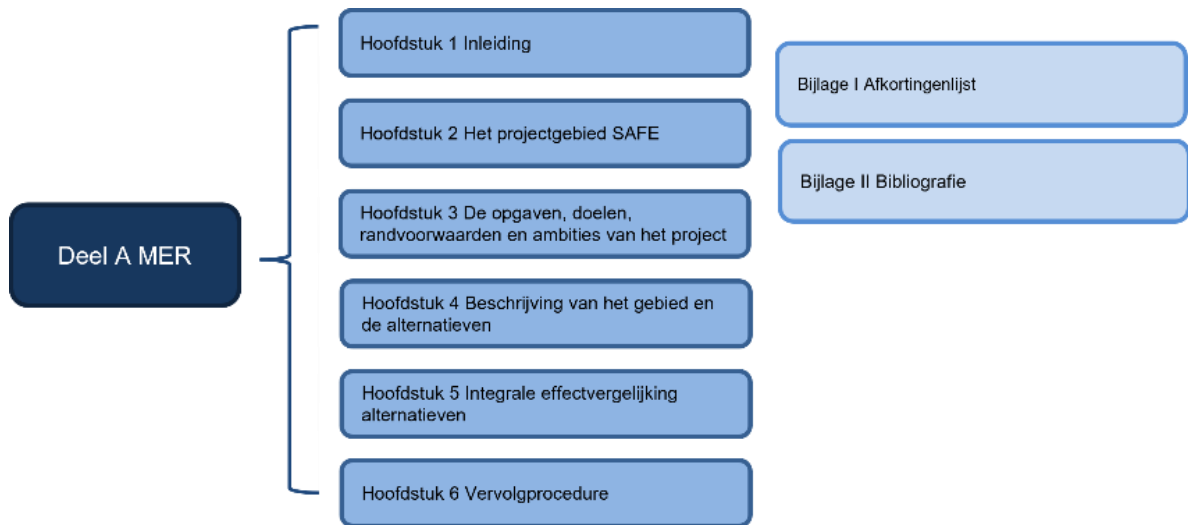 Deel A MER
Hoofdstuk 1 Inleiding
Hoofdstuk 2 Het projectgebied SAFE
Hoofdstuk 3 De opgaven, doelen,
randvoorwaarden en ambities van het project
Hoofdstuk 4 Beschrijving van het gebied en
de alternatieven
Hoofdstuk 5 Integrale effectvergelijking
alternatieven
Hoofdstuk 6 Vervolgprocedure
Bijlage I Afkortingenlijst
Bijlage II Bibliografie